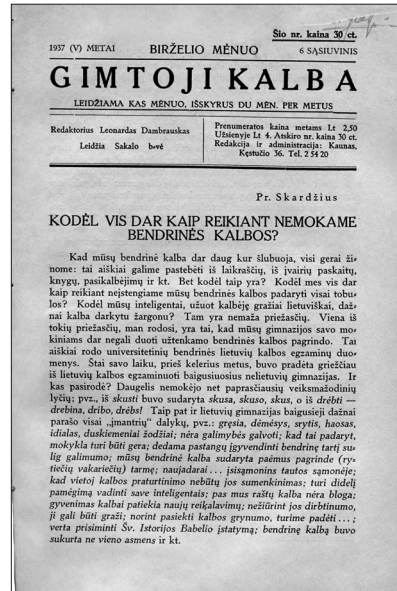 Šio nr. kaina 30 ct.
1937 (V) METAI BIRŽELIO MĖNUO 6 SĄSIUVINIS
GIMTOJI KALBA
LEIDŽIAMA KAS MĖNUO, IŠSKYRUS DU MĖN. PER METUS
Redaktorius Leonardas Dambrauskas
Leidžia Sakalo b-vė
Prenumeratos kaina metams Lt 2,50
Užsienyje Lt 4. Atskiro nr. kaina 30 ct.
Redakcija ir administracija: Kaunas,
Kęstučio 36. Tel. 2 54 20
Pr. Skardžius
KODĖL VIS DAR KAIP REIKIANT NEMOKAME
BENDRINĖS KALBOS?
Kad mūsų bendrinė kalba dar daug kur šlubuoja, visi gerai ži-
nome: tai aiškiai galime pastebėti iš laikraščių, iš įvairių paskaitų,
knygų, pasikalbėjimų ir kt. Bet kodėl taip yra? Kodėl mes vis dar
kaip reikiant neįstengiame mūsų bendrinės kalbos padaryti visai tobu-
los? Kodėl mūsų inteligentai, užuot kalbėję gražiai lietuviškai, daž-
nai kalba darkytu žargonu? Tam yra nemaža priežasčių. Viena iš
tokių priežasčių, man rodosi, yra tai, kad mūsų gimnazijos savo mo-
kiniams dar negali duoti užtenkamo bendrinės kalbos pagrindo. Tai
aiškiai rodo universitetinių bendrinės lietuvių kalbos egzaminų duo-
menys. Štai savo laiku, prieš kelerius metus, buvo pradėta griežčiau
iš lietuvių kalbos egzaminuoti baigusiuosius nelietuvių gimnazijas. Ir
kas pasirodė? Daugelis nemokėjo net paprasčiausių veiksmažodinių
lyčių; pvz., iš skusti buvo sudaryta skusa, skuso, skus, o iš drėbti —
drebina, dribo, drėbs! Taip pat ir lietuvių gimnazijas baigusieji dažnai
parašo visai „įmantrių" dalykų, pvz.: gręsia, dėmėsys, srytis, haosas,
idialas, duskiemeniai žodžiai; nėra galimybės galvoti; kad tai padaryt,
mokykla turi būti gera; dedama pastangų įgyvendinti bendrinę tartį su-
lig galimumo; mūsų bendrinė kalba sudaryta paėmus pagrinde (ry-
tiečių vakariečių) tarmę; naujadarai... įsisąmonins tautos sąmonėje;
kad vietoj kalbos praturtinimo nebūtų jos sumenkinimas; turi didelį
pamėgimą vadinti save inteligentais; pas mus raštų kalba nėra bloga;
gyvenimas kalbai patiekia naujų reikalavimų; nežiūrint jos dirbtinumo,
ji gali būti graži; norint pasiekti kalbos grynumo, turime padėti...;
verta prisiminti Šv. Istorijos Babelio įstatymą; bendrinę kalbą buvo
sukurta ne vieno asmens ir kt.